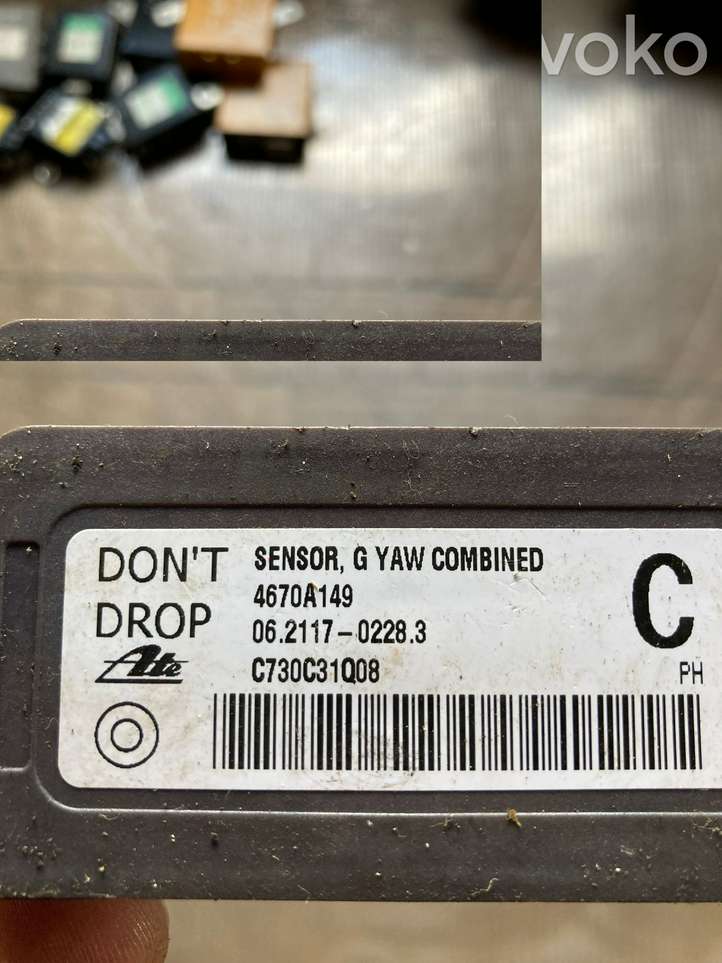 voko
DON'T
DROP
Ate
SENSOR, G YAW COMBINED
4670A149
06.2117-0228.3
C730C31Q08
C
PH